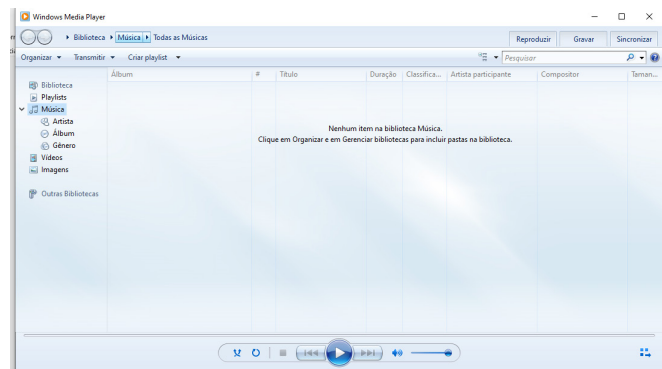 Windows Media Player
Biblioteca Música Todas as Músicas
Reproduzir Gravar Sincronizar
Organizar Transmitir Criar playlist Pesquisar
Álbum # Título Duração Classifica... Artista participante Compositor Taman...
Biblioteca
Playlists
Música
Artista
Álbum
Gênero
Vídeos
Imagens
Outras Bibliotecas
Nenhum item na biblioteca Música.
Clique em Organizar e em Gerenciar bibliotecas para incluir pastas na biblioteca.